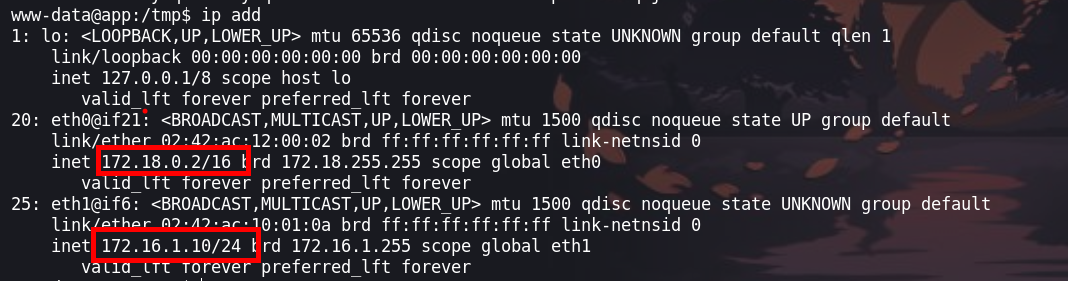 www-data@app:/tmp$ ip add
1: lo: <LOOPBACK,UP,LOWER_UP> mtu 65536 qdisc noqueue state UNKNOWN group default qlen 1
    link/loopback 00:00:00:00:00:00 brd 00:00:00:00:00:00
    inet 127.0.0.1/8 scope host lo
       valid_lft forever preferred_lft forever
20: eth0@if21: <BROADCAST,MULTICAST,UP,LOWER_UP> mtu 1500 qdisc noqueue state UP group default
    link/ether 02:42:ac:12:00:02 brd ff:ff:ff:ff:ff:ff link-netnsid 0
    inet 172.18.0.2/16 brd 172.18.255.255 scope global eth0
       valid_lft forever preferred_lft forever
25: eth1@if6: <BROADCAST,MULTICAST,UP,LOWER_UP> mtu 1500 qdisc noqueue state UNKNOWN group default
    link/ether 02:42:ac:10:01:0a brd ff:ff:ff:ff:ff:ff link-netnsid 0
    inet 172.16.1.10/24 brd 172.16.1.255 scope global eth1
       valid_lft forever preferred_lft forever